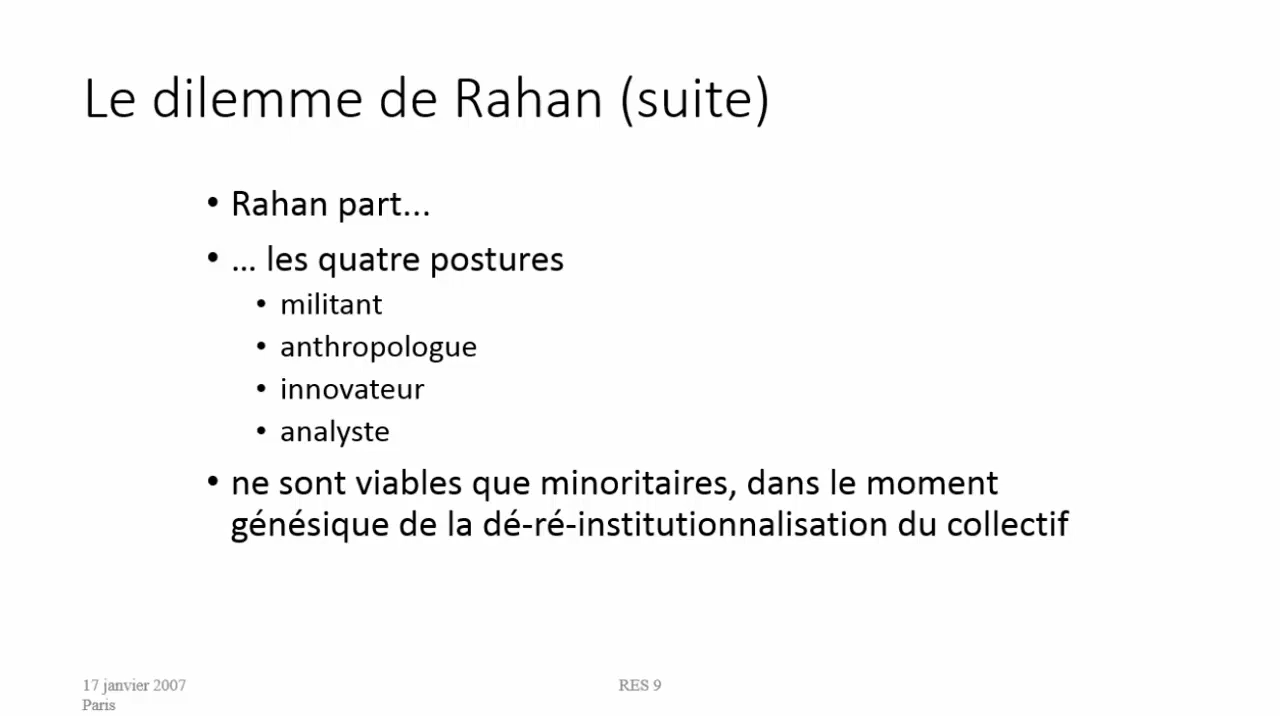 Le dilemme de Rahan (suite)
• Rahan part...
• ... les quatre postures
• militant
• anthropologue
• innovateur
• analyste
• ne sont viables que minoritaires, dans le moment
génésique de la dé-ré-institutionnalisation du collectif
17 janvier 2007
Paris
RES 9